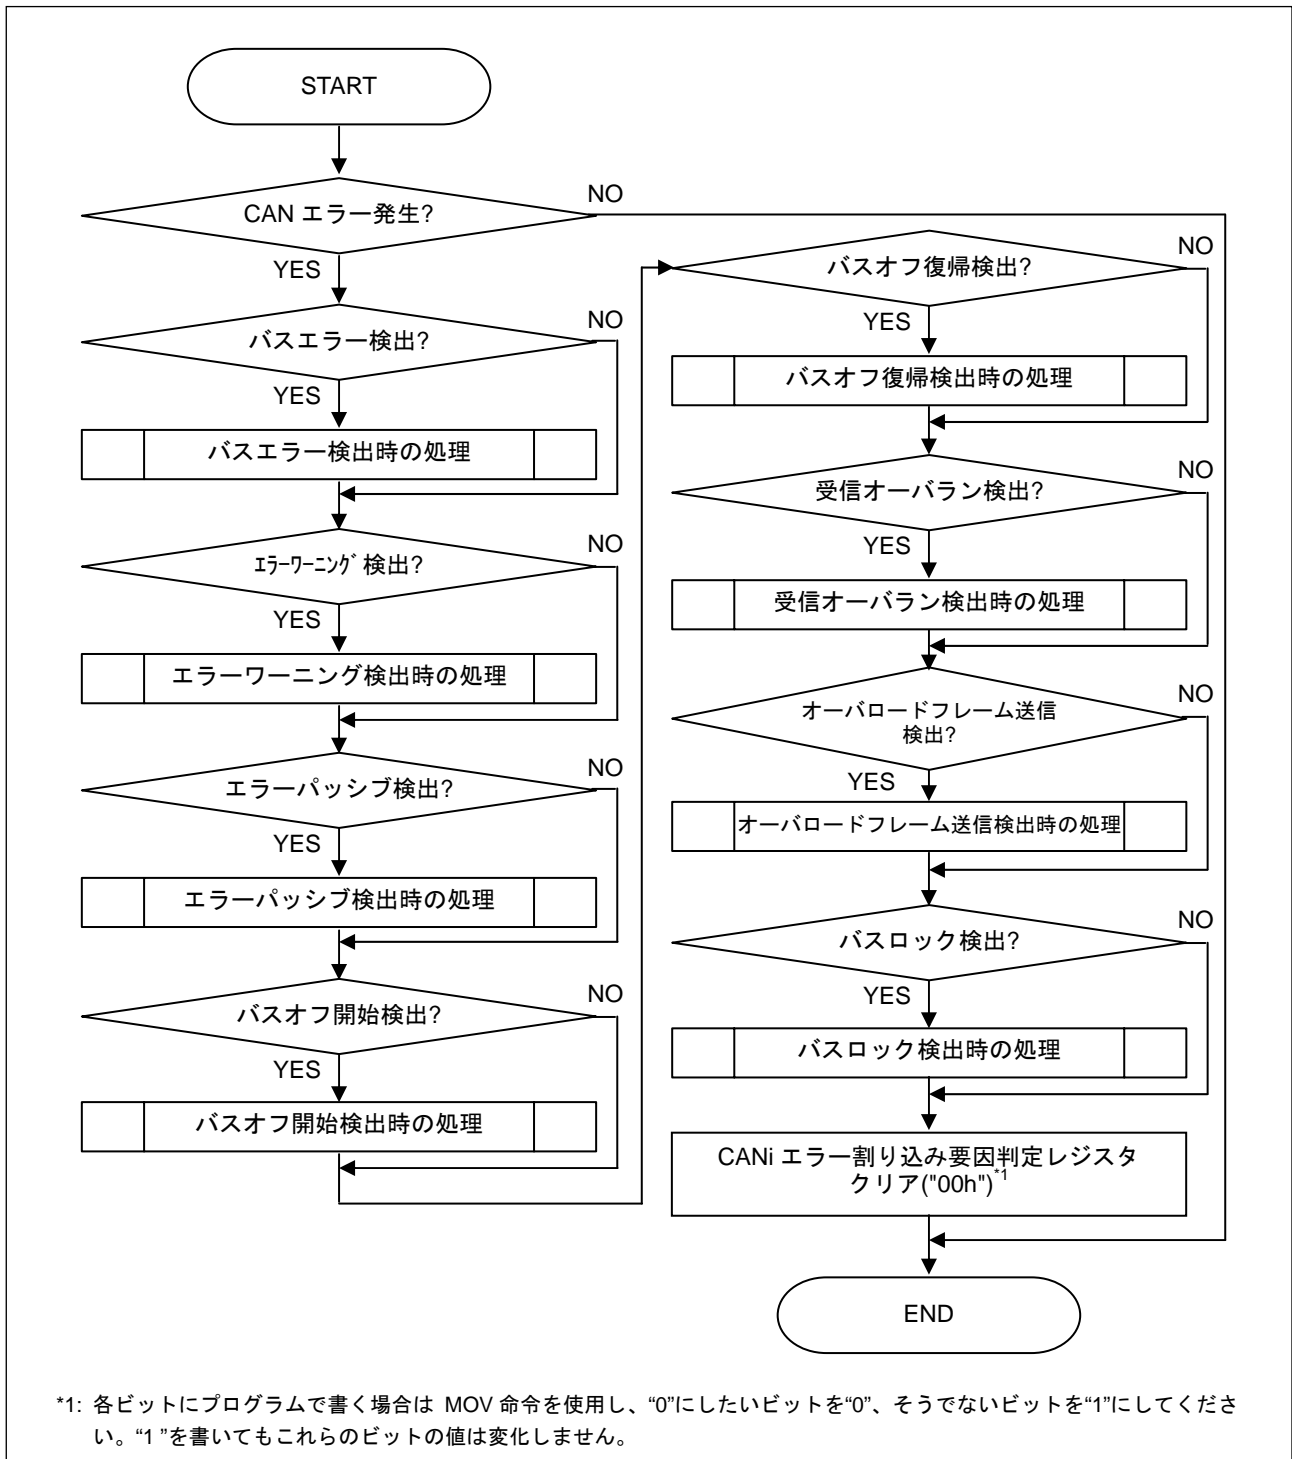 START
CAN エラー発生?
NO
YES
バスエラー検出?
NO
YES
バスエラー検出時の処理
ｴﾗｰﾜｰﾆﾝｸﾞ検出?
NO
YES
エラーワーニング検出時の処理
エラーパッシブ検出?
NO
YES
エラーパッシブ検出時の処理
バスオフ開始検出?
NO
YES
バスオフ開始検出時の処理
バスオフ復帰検出?
NO
YES
バスオフ復帰検出時の処理
受信オーバラン検出?
NO
YES
受信オーバラン検出時の処理
オーバロードフレーム送信
検出?
NO
YES
オーバロードフレーム送信検出時の処理
バスロック検出?
NO
YES
バスロック検出時の処理
CANi エラー割り込み要因判定レジスタ
クリア("00h")*1
END
*1: 各ビットにプログラムで書く場合は MOV 命令を使用し、“0”にしたいビットを“0”、そうでないビットを“1”にしてくださ
い。“1 ”を書いてもこれらのビットの値は変化しません。